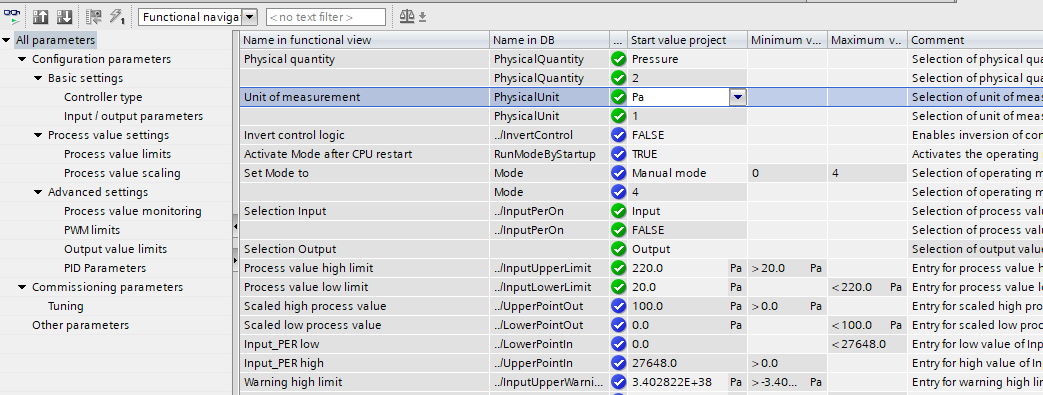 Functional naviga
<no text filter>
All parameters
Configuration parameters
Basic settings
Controller type
Input / output parameters
Process value settings
Process value limits
Process value scaling
Advanced settings
Process value monitoring
PWM limits
Output value limits
PID Parameters
Commissioning parameters
Tuning
Other parameters
Name in functional view Name in DB ... Start value project Minimum v... Maximum v... Comment
Physical quantity PhysicalQuantity Pressure Selection of physical qua
PhysicalQuantity 2 Selection of physical qua
Unit of measurement PhysicalUnit Pa Selection of unit of meas
PhysicalUnit 1 Selection of unit of meas
Invert control logic ../InvertControl FALSE Enables inversion of con
Activate Mode after CPU restart RunModeByStartup TRUE Activates the operating
Set Mode to Mode Manual mode 0 4 Selection of operating m
Mode 4 Selection of operating m
Selection Input ../InputPerOn Input Selection of process valu
../InputPerOn FALSE Selection of process valu
Selection Output Output Selection of output value
Process value high limit ../InputUpperLimit 220.0 Pa >20.0 Pa Entry for process value h
Process value low limit ../InputLowerLimit 20.0 Pa <220.0 Pa Entry for process value lo
Scaled high process value ../UpperPointOut 100.0 Pa >0.0 Pa Entry for scaled high pro
Scaled low process value ../LowerPointOut 0.0 Pa <100.0 Pa Entry for scaled low proc
Input_PER low ../LowerPointIn 0.0 <27648.0 Entry for low value of Inp
Input_PER high ../UpperPointIn 27648.0 >0.0 Entry for high value of In
Warning high limit ../InputUpperWarni... 3.402822E+38 Pa >-3.40... Pa Entry for warning high lim